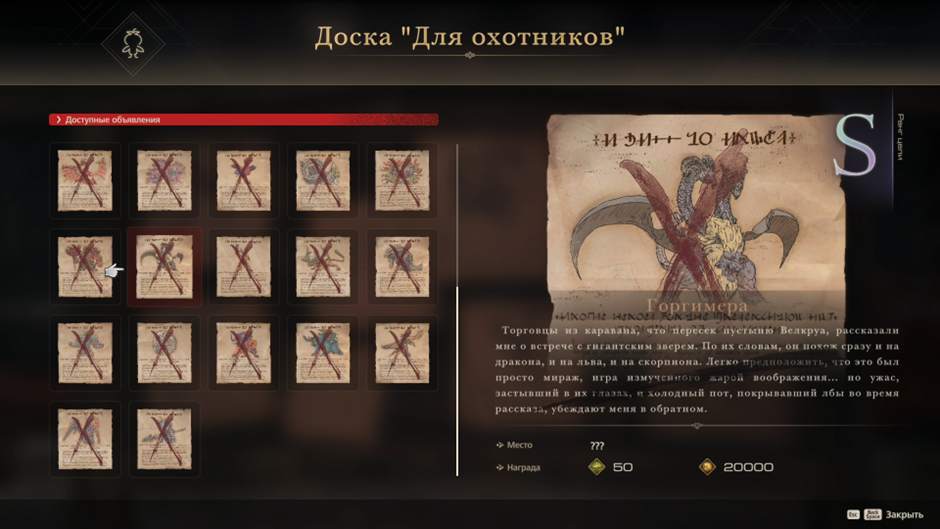 Доска "Для охотников"
Доступные объявления
S
Ранг цели
Горгимера
Торговцы из каравана, что пересек пустыню Велкруа, рассказали
мне о встрече с гигантским зверем. По их словам, он похож сразу и на
дракона, и на льва, и на скорпиона. Легко предположить, что это был
просто мираж, игра измученного жарой воображения... но ужас,
застывший в их глазах, и холодный пот, покрывавший лбы во время
рассказа, убеждают меня в обратном.
Место ???
Награда 50 20000
Esc Back Space Закрыть